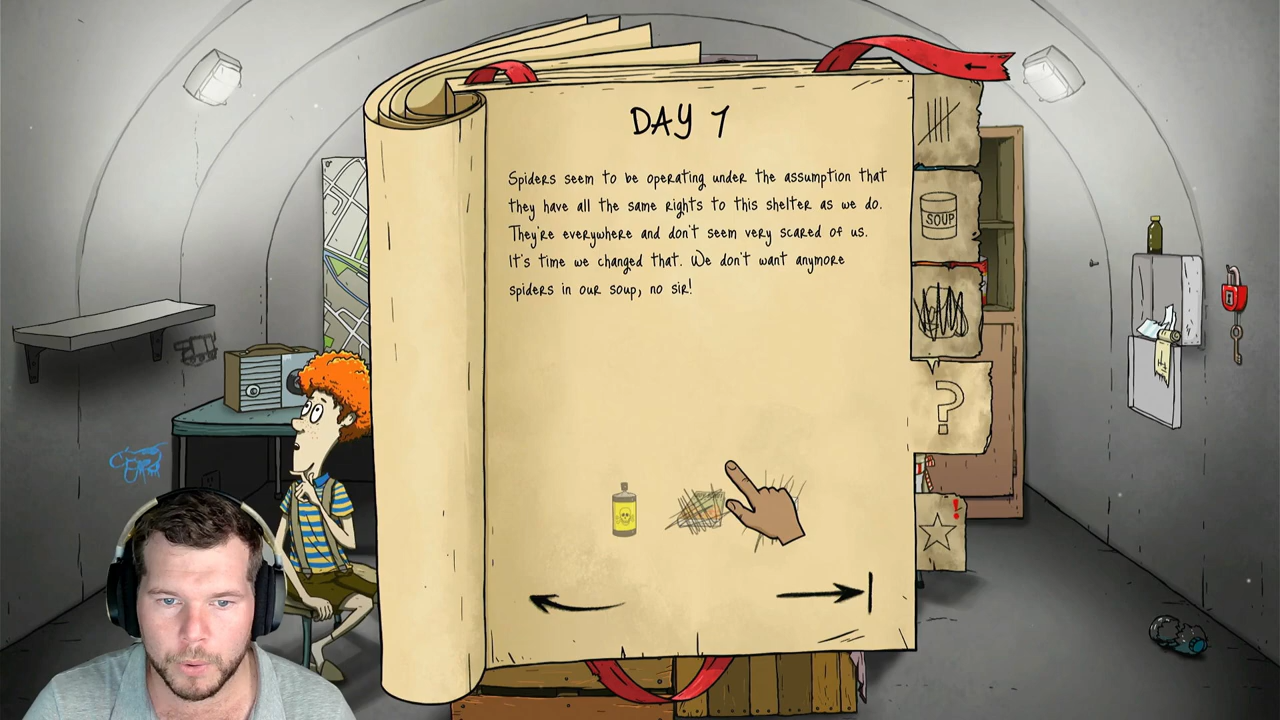 DAY 7
Spiders seem to be operating under the assumption that
they have all the same rights to this shelter as we do.
They're everywhere and don't seem very scared of us.
It's time we changed that. We don't want anymore
spiders in our soup, no sir!
SOUP